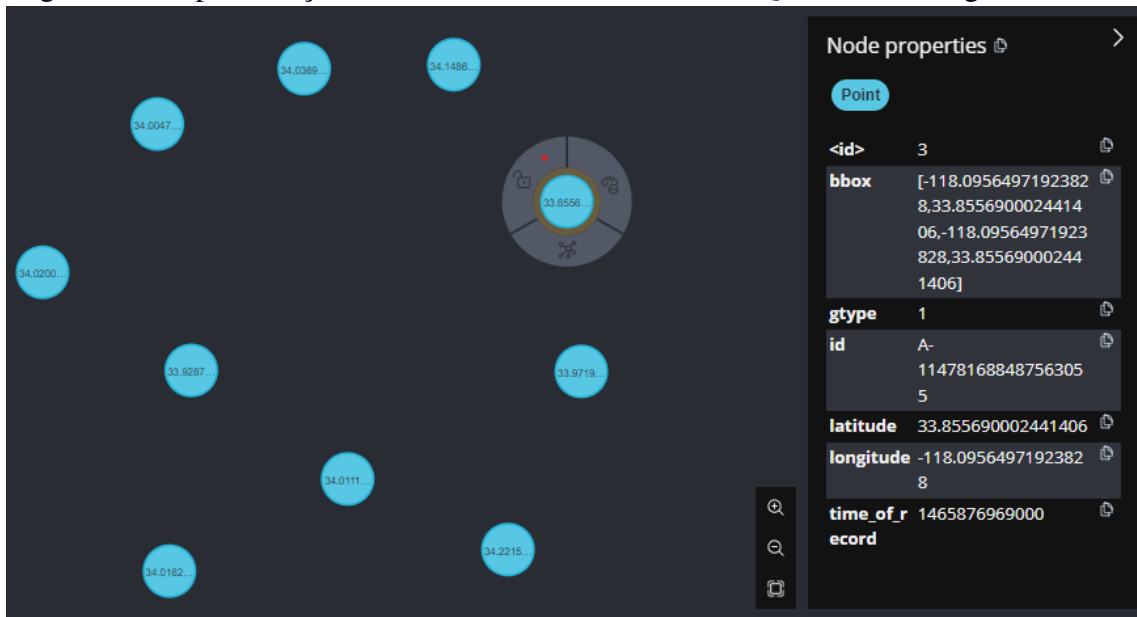 34.0369...
34.1486...
34.0047...
33.8556...
34.0200...
33.9287...
33.9719...
34.0111...
34.2215...
34.0162...
Node properties
Point
<id> 3
bbox [-118.0956497192382
8,33.8556900024414
06,-118.09564971923
828,33.85569000244
1406]
gtype 1
id A-
11478168848756305
5
latitude 33.855690002441406
longitude -118.0956497192382
8
time_of_r 1465876969000
ecord